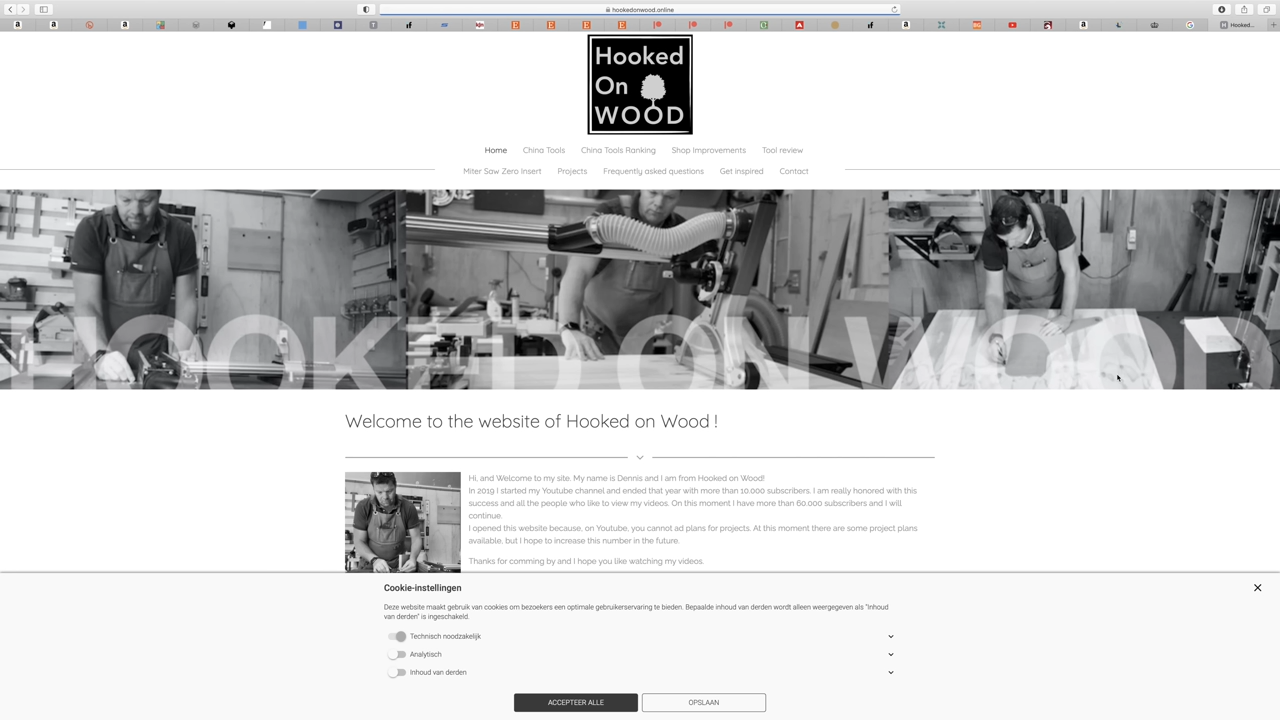 hookedonwood.online
Hooked...
Hooked
On
WOOD
Home China Tools China Tools Ranking Shop Improvements Tool review
Miter Saw Zero Insert Projects Frequently asked questions Get inspired Contact
HOOKED ON WOOD
Welcome to the website of Hooked on Wood !
Hi, and Welcome to my site. My name is Dennis and I am from Hooked on Wood!
In 2019 I started my Youtube channel and ended that year with more than 10.000 subscribers. I am really honored with this
success and all the people who like to view my videos. On this moment I have more than 60.000 subscribers and I will
continue.
I opened this website because, on Youtube, you cannot ad plans for projects. At this moment there are some project plans
available, but I hope to increase this number in the future.
Thanks for comming by and I hope you like watching my videos.
Cookie-instellingen
Deze website maakt gebruik van cookies om bezoekers een optimale gebruikerservaring te bieden. Bepaalde inhoud van derden wordt alleen weergegeven als "Inhoud
van derden" is ingeschakeld.
Technisch noodzakelijk
Analytisch
Inhoud van derden
ACCEPTEER ALLE OPSLAAN